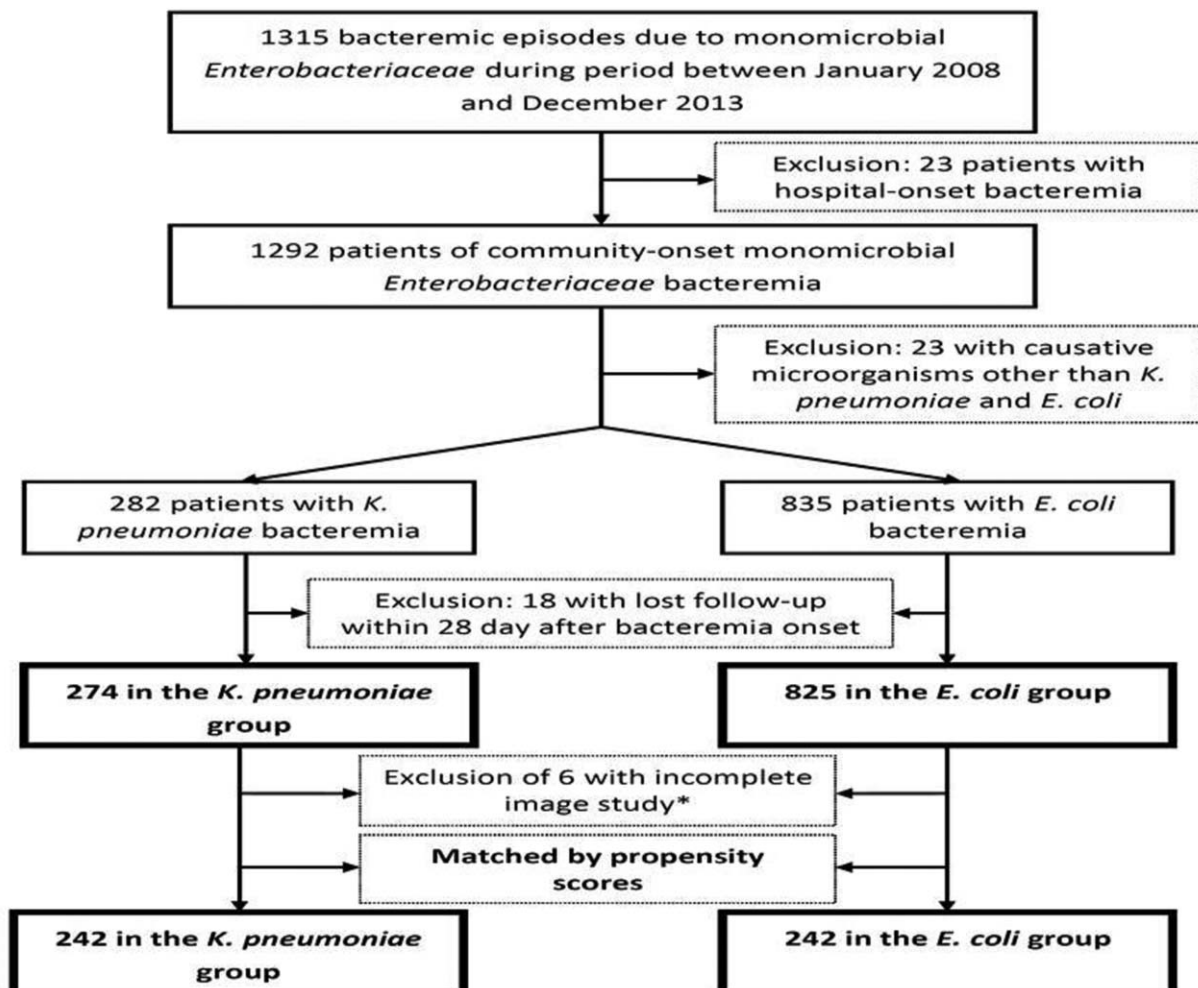 1315 bacteremic episodes due to monomicrobial
Enterobacteriaceae during period between January 2008
and December 2013
Exclusion: 23 patients with
hospital-onset bacteremia
1292 patients of community-onset monomicrobial
Enterobacteriaceae bacteremia
Exclusion: 23 with causative
microorganisms other than K.
pneumoniae and E. coli
282 patients with K.
pneumoniae bacteremia
835 patients with E. coli
bacteremia
Exclusion: 18 with lost follow-up
within 28 day after bacteremia onset
274 in the K. pneumoniae
group
825 in the E. coli group
Exclusion of 6 with incomplete
image study*
Matched by propensity
scores
242 in the K. pneumoniae
group
242 in the E. coli group